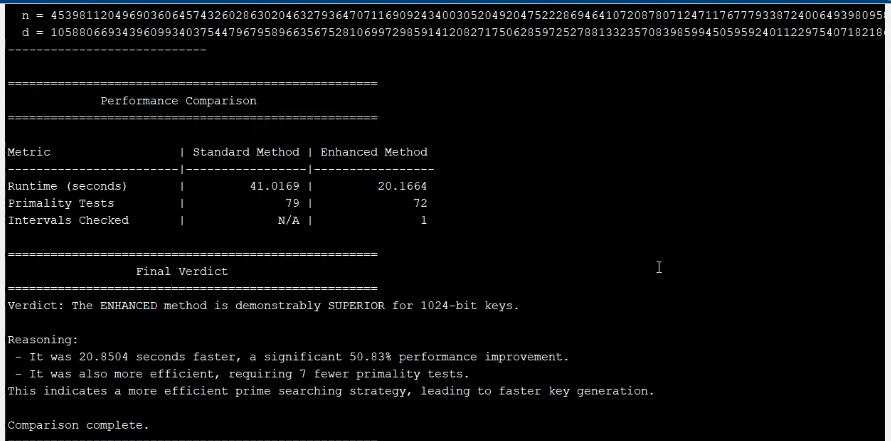 n = 4539811204969036064574326028630204632793647071169092434003052049204752228694641072087807124711767779338724006493980958
d = 1058806693439609934037544796795896635675281069972985914120827175062859725278813323570839859944505959240112297540718218
---------------------------
====================================================
Performance Comparison
====================================================
Metric | Standard Method | Enhanced Method
------------------------|-----------------|-----------------
Runtime (seconds) | 41.0169 | 20.1664
Primality Tests | 79 | 72
Intervals Checked | N/A | 1
====================================================
Final Verdict
====================================================
Verdict: The ENHANCED method is demonstrably SUPERIOR for 1024-bit keys.
Reasoning:
- It was 20.8504 seconds faster, a significant 50.83% performance improvement.
- It was also more efficient, requiring 7 fewer primality tests.
This indicates a more efficient prime searching strategy, leading to faster key generation.
Comparison complete.